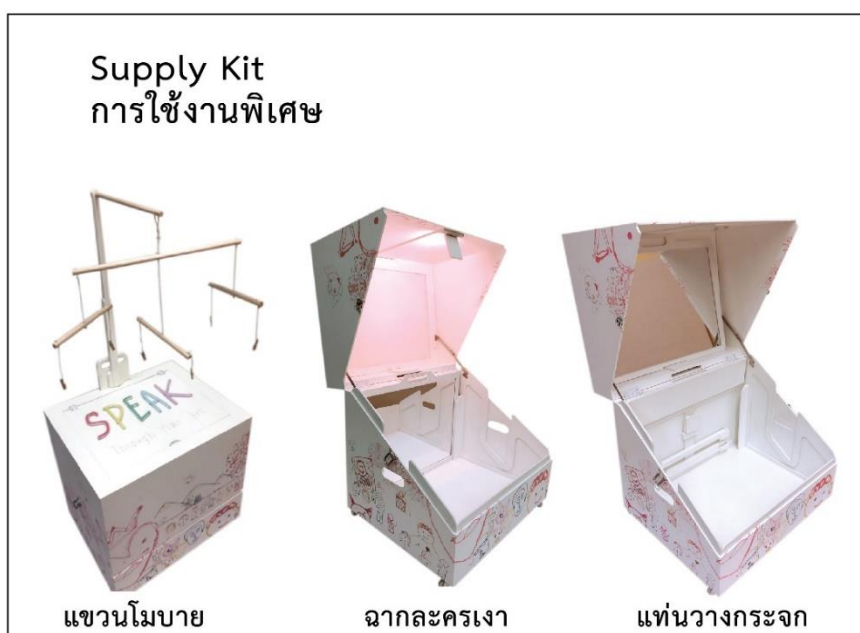 Supply Kit
การใช้งานพิเศษ
SPEAK
แขวนโมบาย
ฉากละครเงา
แท่นวางกระจก